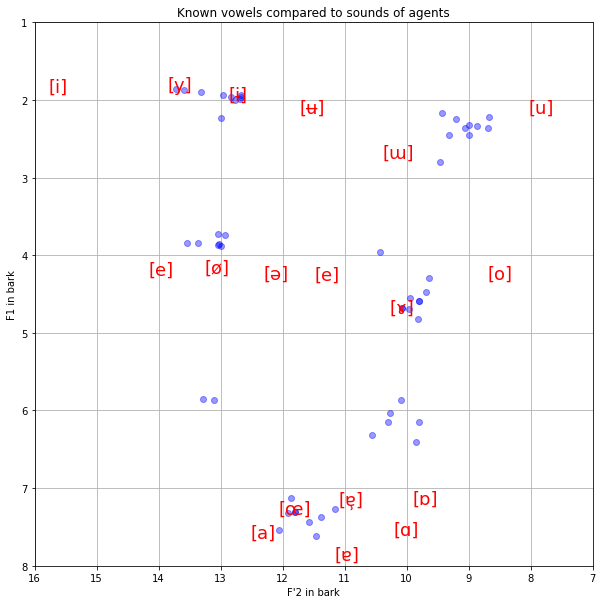 Known vowels compared to sounds of agents
1
[i] [y] [ɨ] [ʉ] [u]
2
[ɯ]
3
4
[e] [ø] [ə] [e] [o]
F1 in bark
[ɤ]
5
6
7
[œ] [ɐ̞] [ɒ]
[a] [ɑ]
[ɐ]
8
16 15 14 13 12 11 10 9 8 7
F'2 in bark